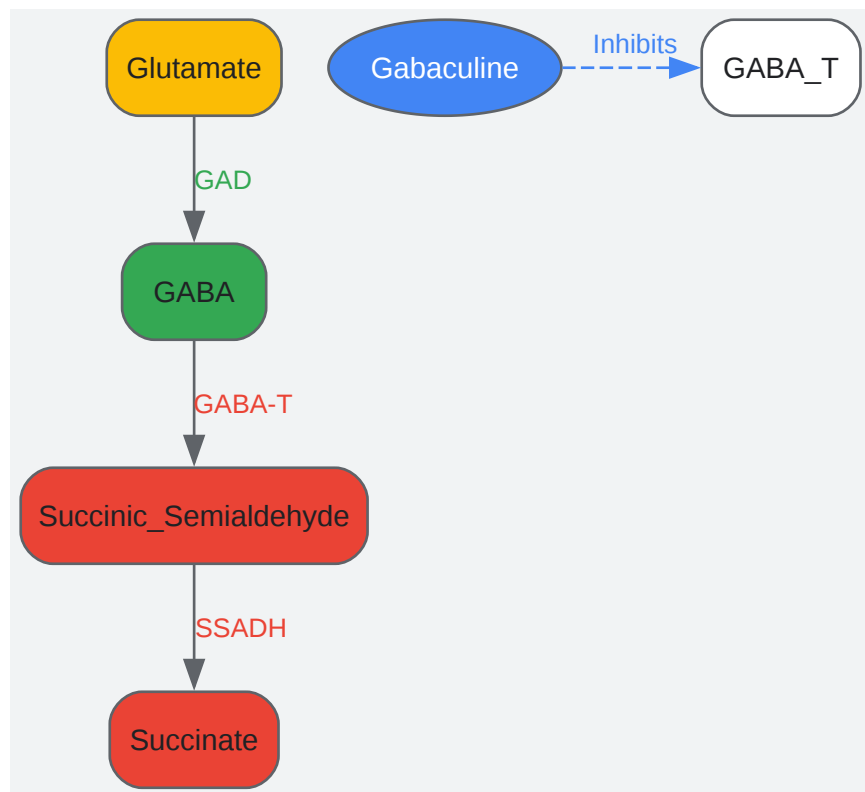 Glutamate
Gabaculine
Inhibits
GABA_T
GAD
GABA
GABA-T
Succinic_Semialdehyde
SSADH
Succinate